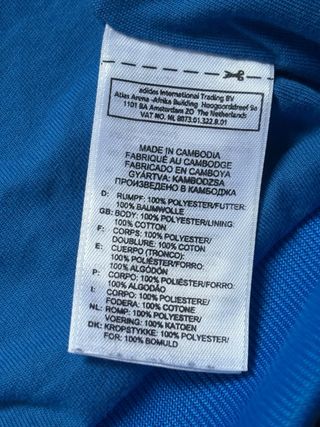 adidas International Trading BV
Atlas Arena -Afrika Building Hoogoorddreef 9a
1101 BA Amsterdam ZO The Netherlands
VAT NO. NL 8073.01.322.B.01
MADE IN CAMBODIA
FABRIQUÉ AU CAMBODGE
FABRICADO EN CAMBOYA
GYÁRTVA: KAMBODZSA
ПРОИЗВЕДЕНО В КАМБОДЖА
D: RUMPF: 100% POLYESTER/FUTTER:
100% BAUMWOLLE
GB: BODY: 100% POLYESTER/LINING:
100% COTTON
F: CORPS: 100% POLYESTER/
DOUBLURE: 100% COTON
E: CUERPO (TRONCO):
100% POLIÉSTER/FORRO:
100% ALGODÓN
P: CORPO: 100% POLIÉSTER/FORRO:
100% ALGODÃO
I: CORPO: 100% POLIESTERE/
FODERA: 100% COTONE
NL: ROMP: 100% POLYESTER/
VOERING: 100% KATOEN
DK: KROPSTYKKE: 100% POLYESTER/
FOR: 100% BOMULD